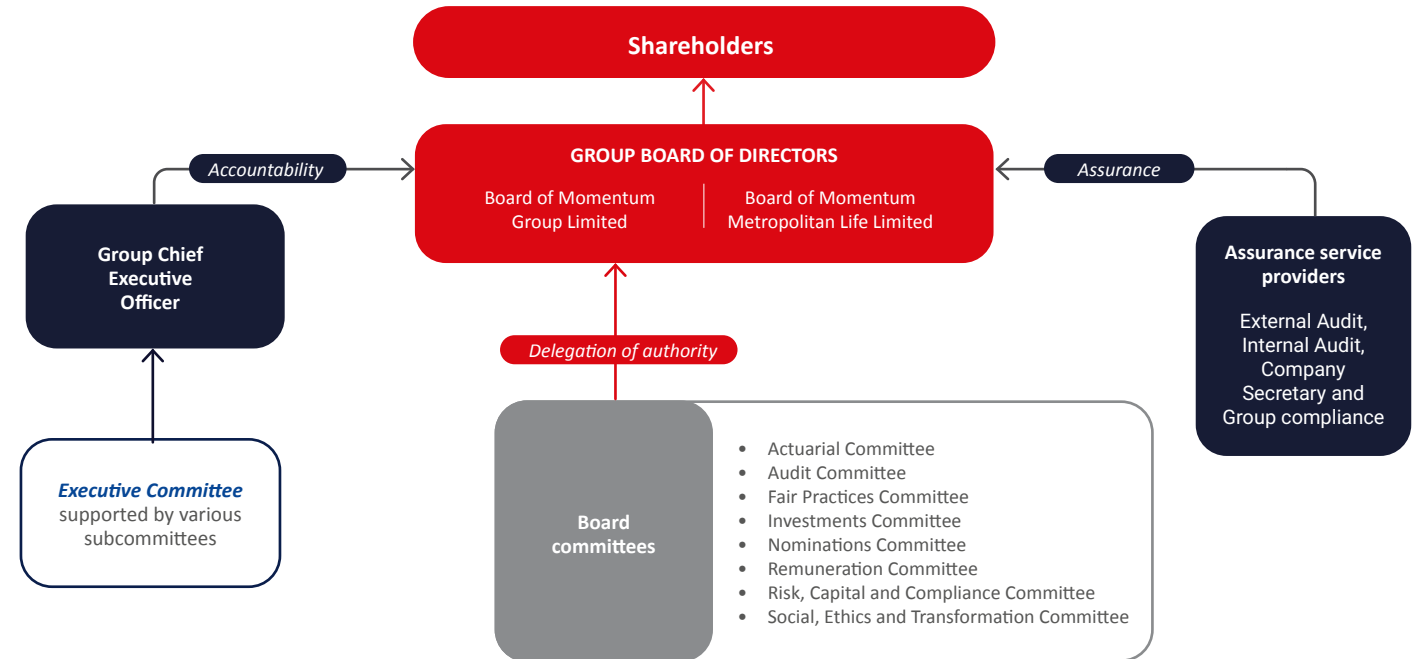 Shareholders
GROUP BOARD OF DIRECTORS
Board of Momentum
Group Limited
Board of Momentum
Metropolitan Life Limited
Accountability
Assurance
Group Chief
Executive
Officer
Assurance service
providers
External Audit,
Internal Audit,
Company
Secretary and
Group compliance
Delegation of authority
Executive Committee
supported by various
subcommittees
Board
committees
• Actuarial Committee
• Audit Committee
• Fair Practices Committee
• Investments Committee
• Nominations Committee
• Remuneration Committee
• Risk, Capital and Compliance Committee
• Social, Ethics and Transformation Committee